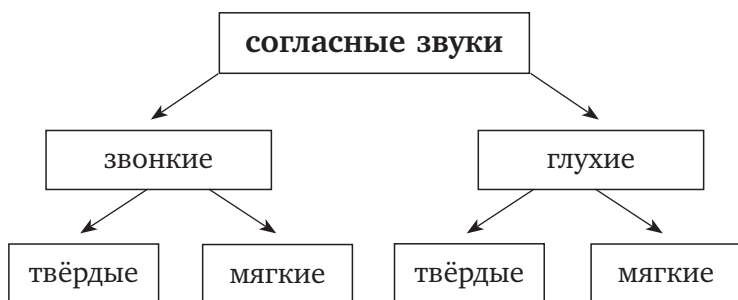 согласные звуки
звонкие
глухие
твёрдые
мягкие
твёрдые
мягкие